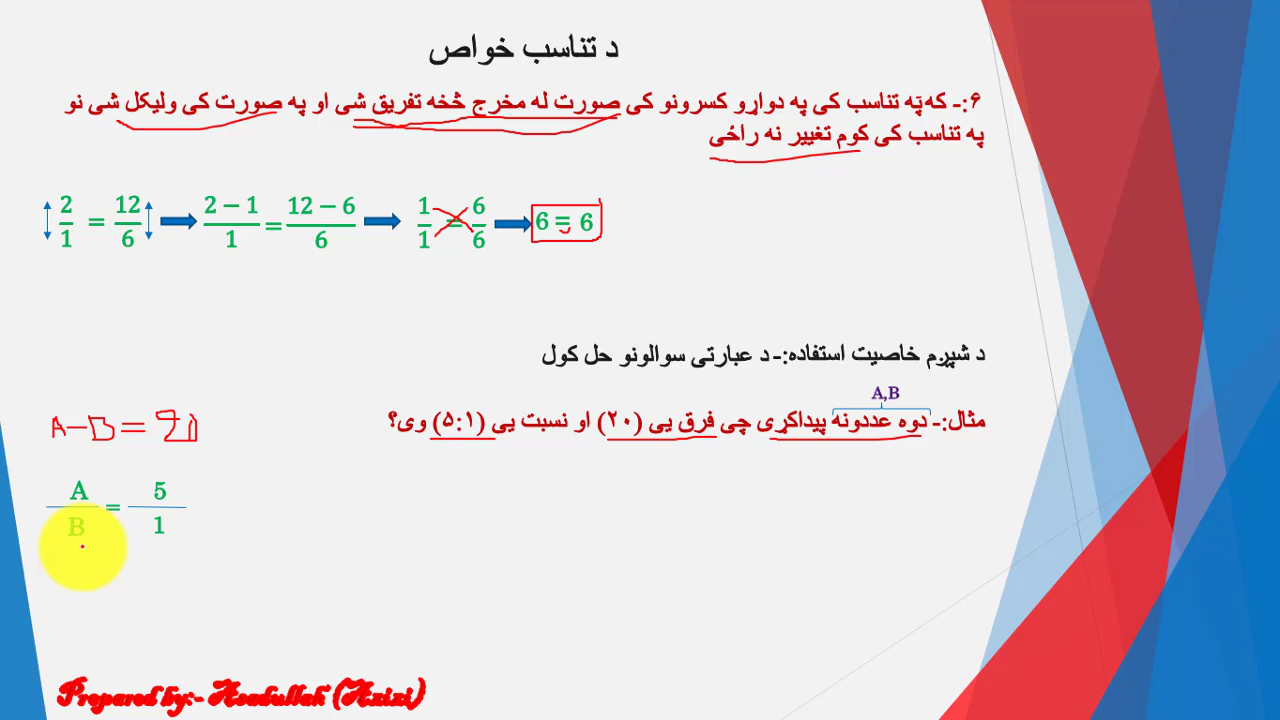 د تناسب خواص
۶:- که په تناسب کی په دواړو کسرونو کی صورت له مخرج څخه تفریق شی او په صورت کی ولیکل شی نو
په تناسب کی کوم تغییر نه راځی
2/1 = 12/6 2 − 1/1 = 12 − 6/6 1/1 = 6/6 6 = 6
د شپږم خاصیت استفاده:- د عبارتی سوالونو حل کول
A,B
مثال:- دوه عددونه پیداکړی چی فرق یی (۲۰) او نسبت یی (۵:۱) وی؟
A-B=20
A/B = 5/1
Prepared by:- Asadullah (Azizi)